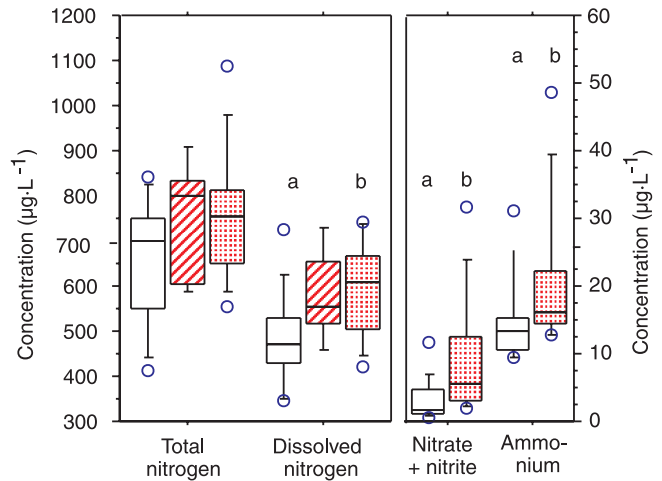 1200
1100
1000
900
800
700
600
500
400
300
Concentration (µg·L⁻¹)
a
b
a
b
a
b
60
50
40
30
20
10
0
Concentration (µg·L⁻¹)
Total
nitrogen
Dissolved
nitrogen
Nitrate
+ nitrite
Ammo-
nium